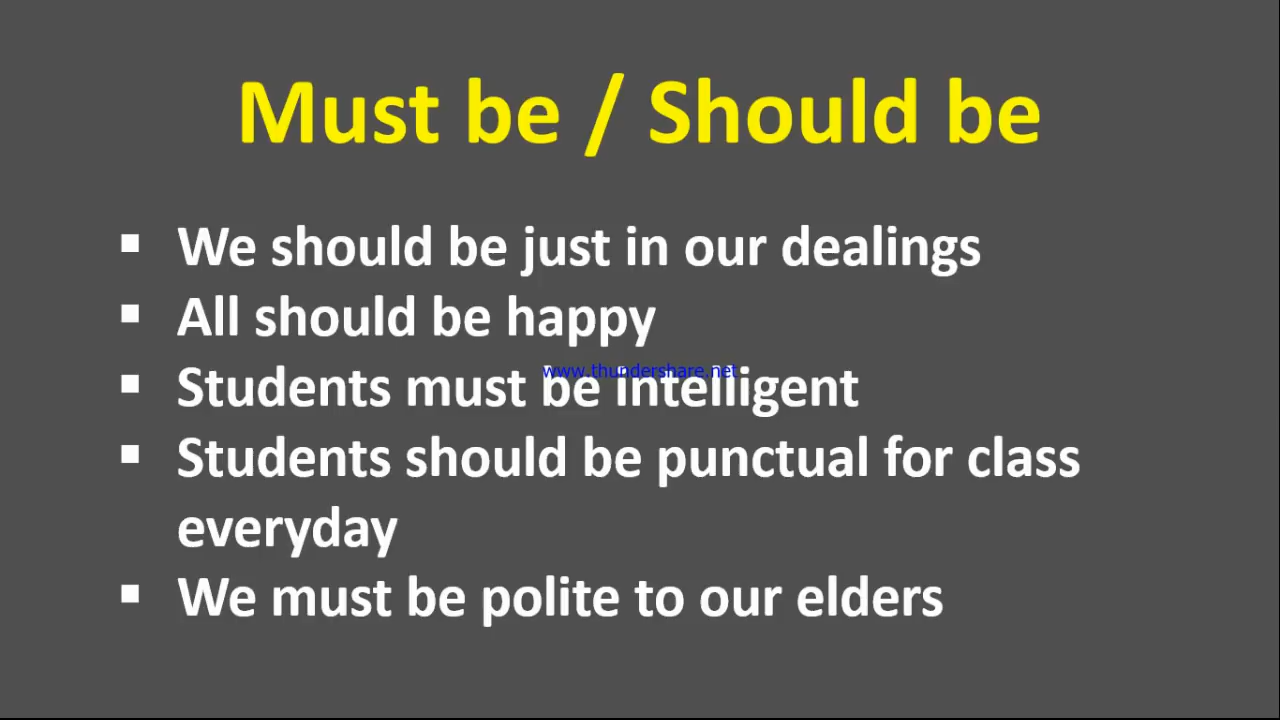 Must be / Should be
▪ We should be just in our dealings
▪ All should be happy
www.thundershare.net
▪ Students must be intelligent
▪ Students should be punctual for class
everyday
▪ We must be polite to our elders